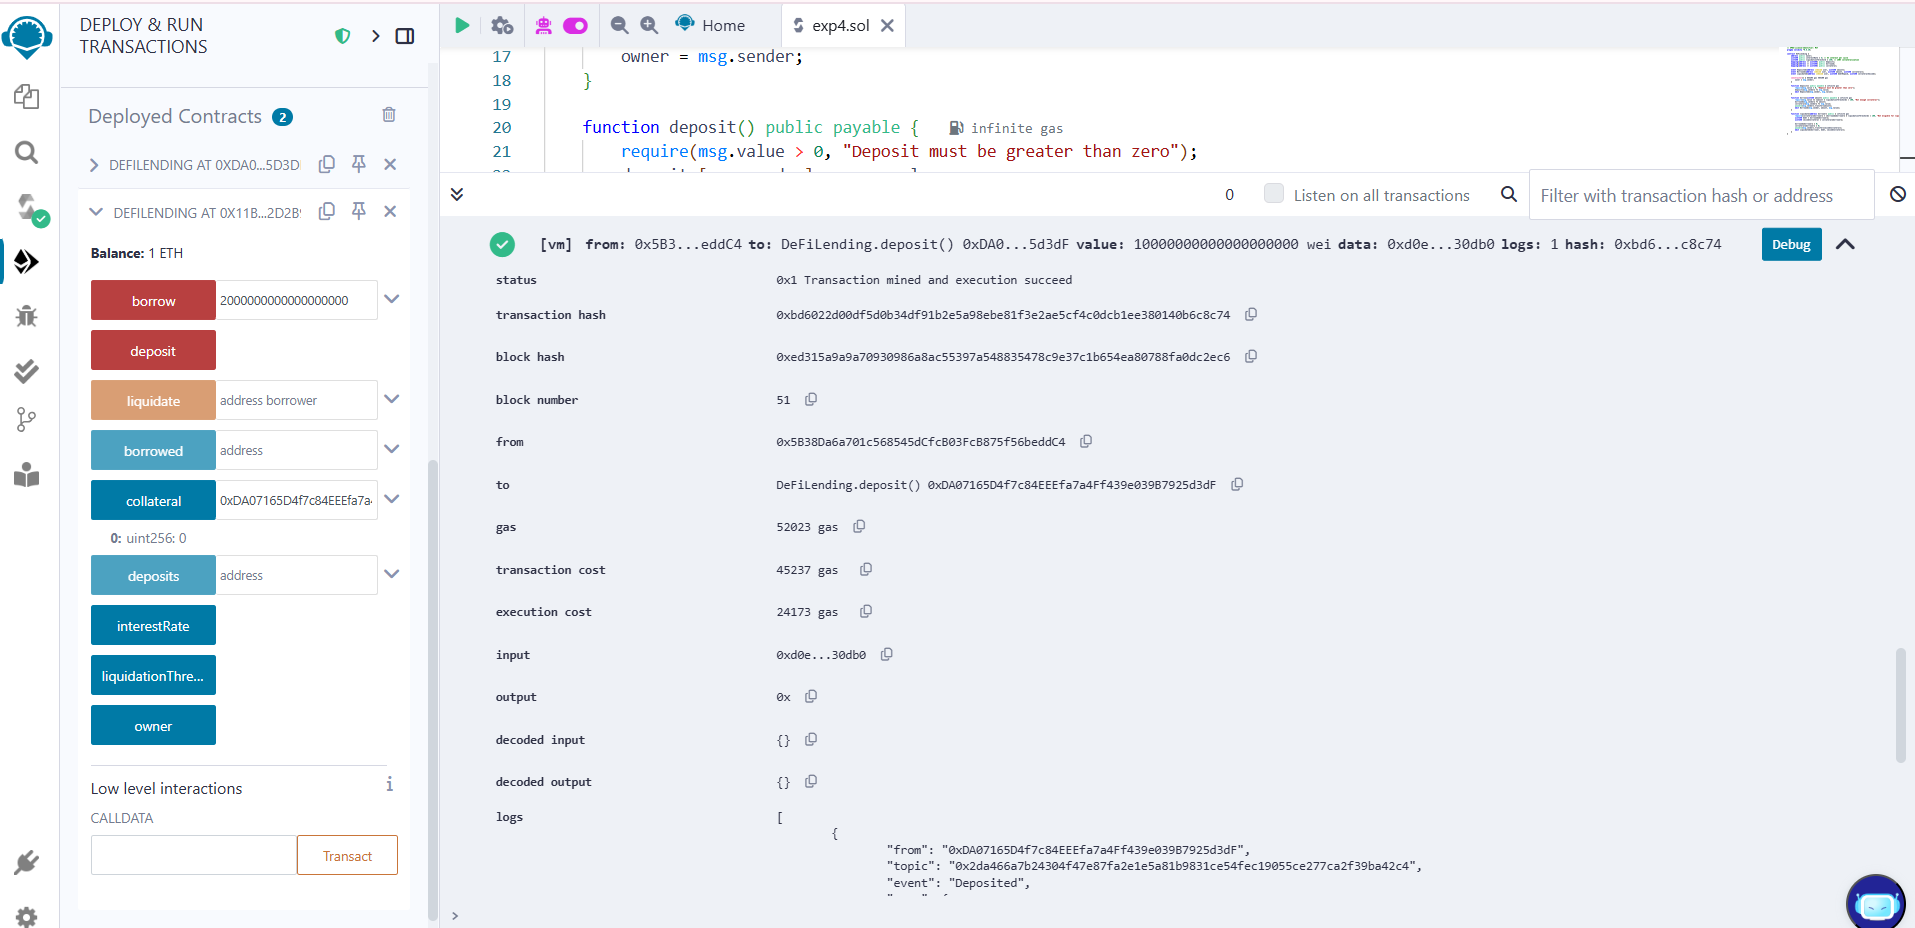 DEPLOY & RUN
TRANSACTIONS
Deployed Contracts 2
DEFILENDING AT 0XDA0...5D3D
DEFILENDING AT 0X11B...2D2B
Balance: 1 ETH
borrow 2000000000000000000
deposit
liquidate address borrower
borrowed address
collateral 0xDA07165D4f7c84EEEfa7a4
0: uint256: 0
deposits address
interestRate
liquidationThre...
owner
Low level interactions i
CALLDATA
Transact
Home
exp4.sol
17 owner = msg.sender;
18 }
19
20 function deposit() public payable { infinite gas
21 require(msg.value > 0, "Deposit must be greater than zero");
0 Listen on all transactions Filter with transaction hash or address
[vm] from: 0x5B3...eddC4 to: DeFiLending.deposit() 0xDA0...5d3dF value: 10000000000000000000 wei data: 0xd0e...30db0 logs: 1 hash: 0xbd6...c8c74 Debug
status 0x1 Transaction mined and execution succeed
transaction hash 0xbd6022d00df5d0b34df91b2e5a98ebe81f3e2ae5cf4c0dcb1ee380140b6c8c74
block hash 0xed315a9a9a70930986a8ac55397a548835478c9e37c1b654ea80788fa0dc2ec6
block number 51
from 0x5B38Da6a701c568545dCfcB03FcB875f56beddC4
to DeFiLending.deposit() 0xDA07165D4f7c84EEEfa7a4Ff439e039B7925d3dF
gas 52023 gas
transaction cost 45237 gas
execution cost 24173 gas
input 0xd0e...30db0
output 0x
decoded input {}
decoded output {}
logs [
{
"from": "0xDA07165D4f7c84EEEfa7a4Ff439e039B7925d3dF",
"topic": "0x2da466a7b24304f47e87fa2e1e5a81b9831ce54fec19055ce277ca2f39ba42c4",
"event": "Deposited",
>